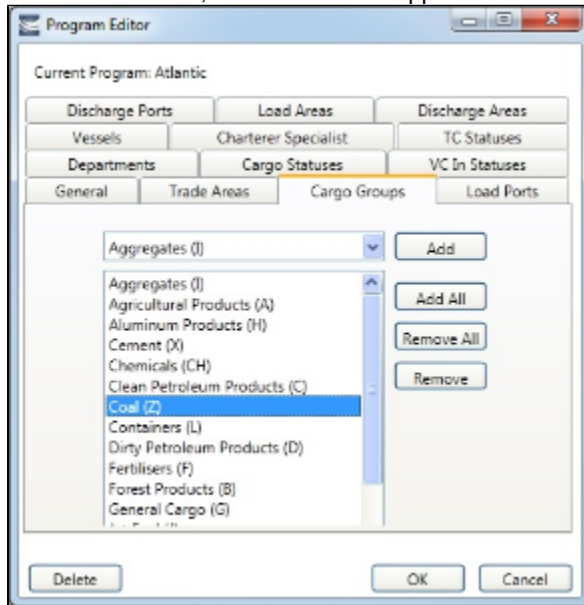 Program Editor
Current Program: Atlantic
Discharge Ports Load Areas Discharge Areas
Vessels Charterer Specialist TC Statuses
Departments Cargo Statuses VC In Statuses
General Trade Areas Cargo Groups Load Ports
Aggregates (J) Add
Aggregates (J)
Agricultural Products (A) Add All
Aluminum Products (H)
Cement (X) Remove All
Chemicals (CH)
Clean Petroleum Products (C) Remove
Coal (Z)
Containers (L)
Dirty Petroleum Products (D)
Fertilisers (F)
Forest Products (B)
General Cargo (G)
Delete OK Cancel